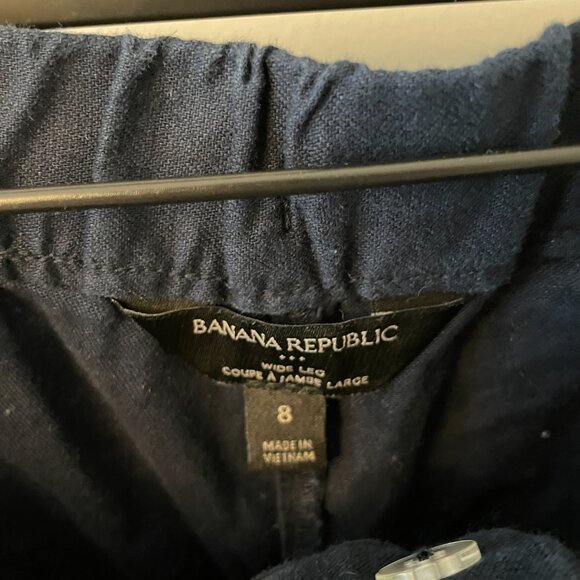 BANANA REPUBLIC
WIDE LEG
COUPE À JAMBE LARGE
8
MADE IN
VIETNAM